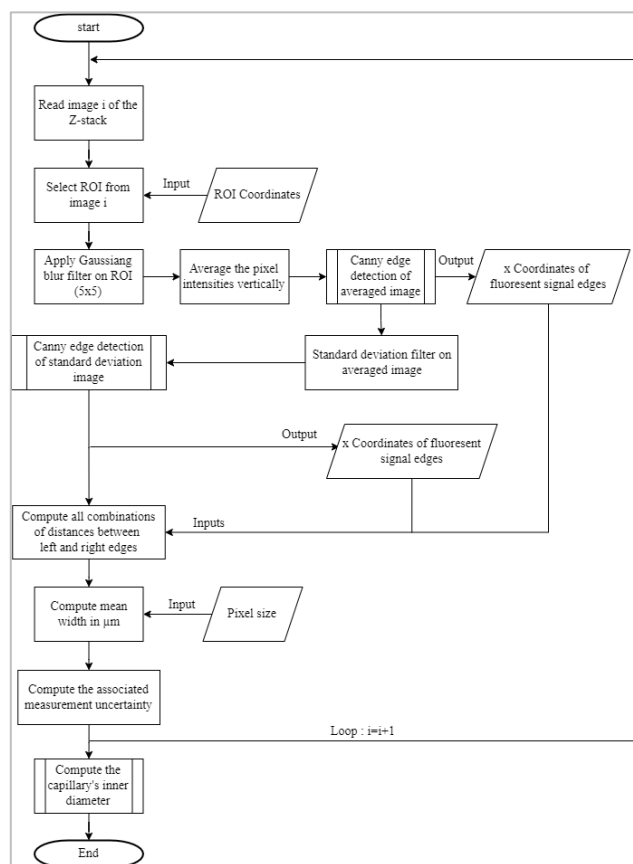 start
Read image i of the
Z-stack
Select ROI from
image i
Input
ROI Coordinates
Apply Gaussiang
blur filter on ROI
(5x5)
Average the pixel
intensities vertically
Canny edge
detection of
averaged image
Output
x Coordinates of
fluoresent signal edges
Canny edge detection
of standard deviation
image
Standard deviation filter on
averaged image
Output
x Coordinates of fluoresent
signal edges
Compute all combinations
of distances between
left and right edges
Inputs
Compute mean
width in µm
Input
Pixel size
Compute the associated
measurement uncertainty
Loop : i=i+1
Compute the
capillary's inner
diameter
End